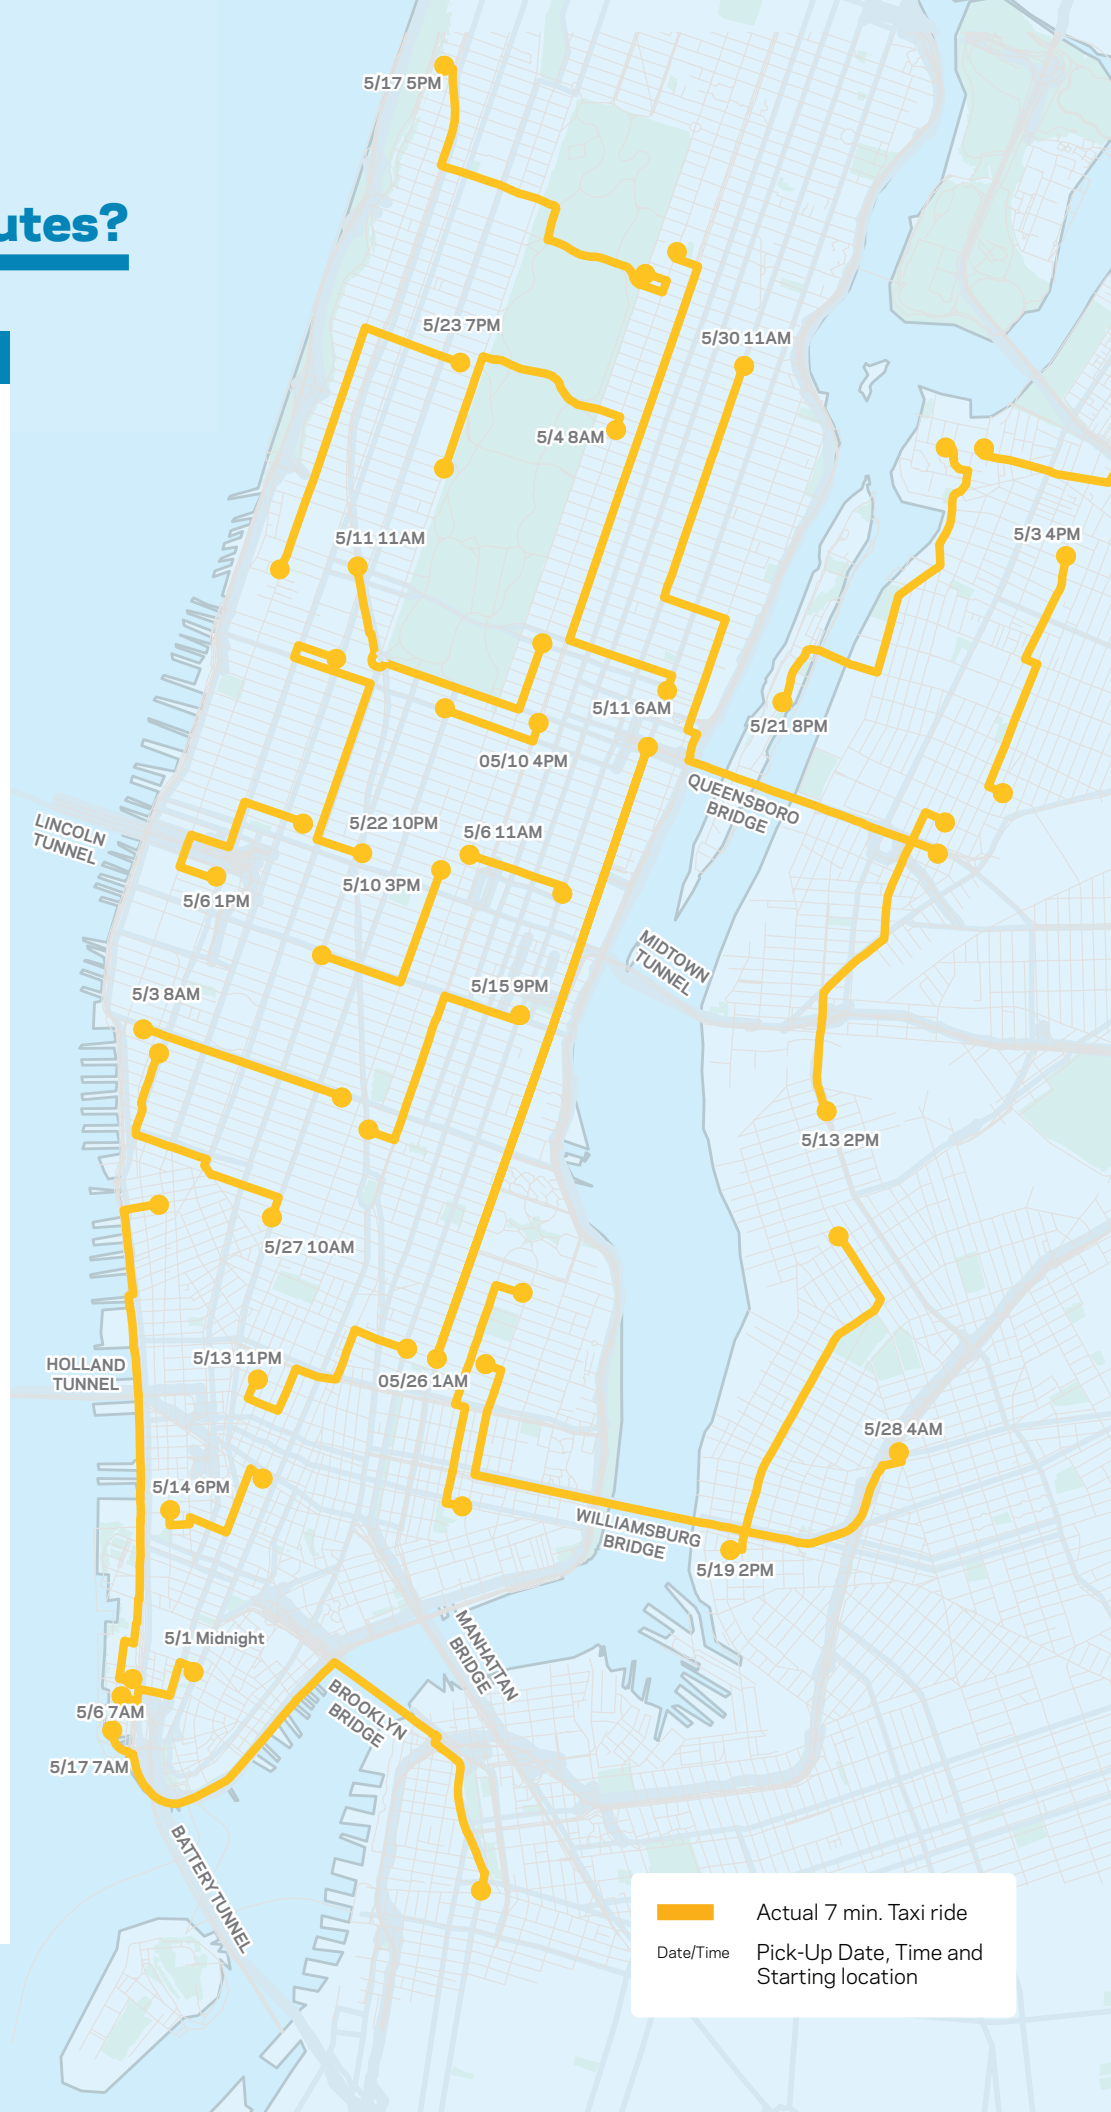 5/17 5PM
utes?
5/23 7PM
5/30 11AM
5/4 8AM
5/11 11AM
5/3 4PM
5/11 6AM
5/21 8PM
05/10 4PM
QUEENSBORO
BRIDGE
LINCOLN
TUNNEL
5/22 10PM
5/6 11AM
5/10 3PM
5/6 1PM
MIDTOWN
TUNNEL
5/15 9PM
5/3 8AM
5/13 2PM
5/27 10AM
HOLLAND
TUNNEL
5/13 11PM
05/26 1AM
5/28 4AM
5/14 6PM
WILLIAMSBURG
BRIDGE
5/19 2PM
5/1 Midnight
MANHATTAN
BRIDGE
5/6 7AM
BROOKLYN
BRIDGE
5/17 7AM
BATTERY TUNNEL
Actual 7 min. Taxi ride
Date/Time Pick-Up Date, Time and
Starting location